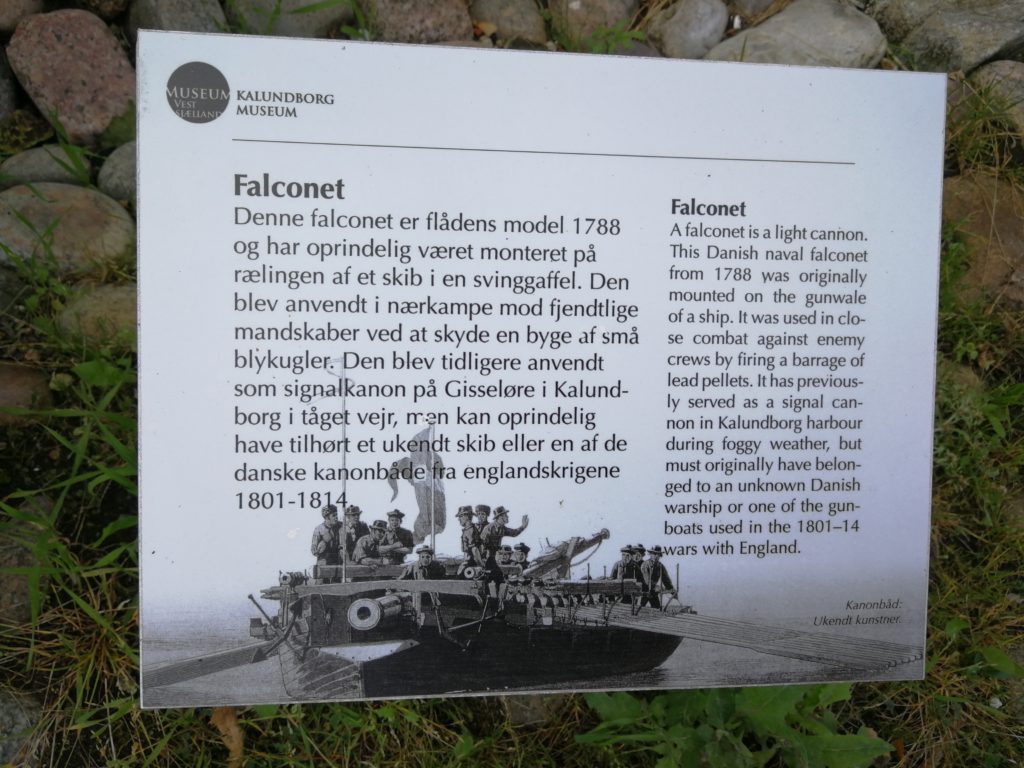 MUSEUM
VEST
SJÆLLAND
KALUNDBORG
MUSEUM
Falconet
Denne falconet er flådens model 1788
og har oprindelig været monteret på
rælingen af et skib i en svinggaffel. Den
blev anvendt i nærkampe mod fjendtlige
mandskaber ved at skyde en byge af små
blykugler. Den blev tidligere anvendt
som signalkanon på Gisseløre i Kalund-
borg i tåget vejr, men kan oprindelig
have tilhørt et ukendt skib eller en af de
danske kanonbåde fra englandskrigene
1801-1814.
Falconet
A falconet is a light cannon.
This Danish naval falconet
from 1788 was originally
mounted on the gunwale
of a ship. It was used in clo-
se combat against enemy
crews by firing a barrage of
lead pellets. It has previous-
ly served as a signal can-
non in Kalundborg harbour
during foggy weather, but
must originally have belon-
ged to an unknown Danish
warship or one of the gun-
boats used in the 1801–14
wars with England.
Kanonbåd:
Ukendt kunstner.